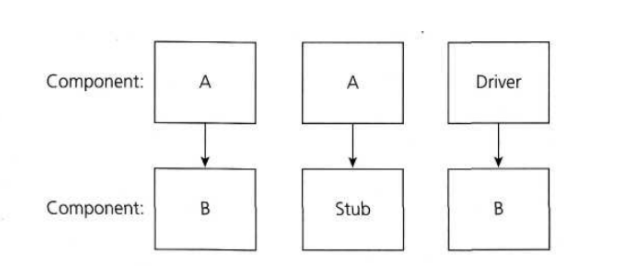 Component: A A Driver
Component: B Stub B